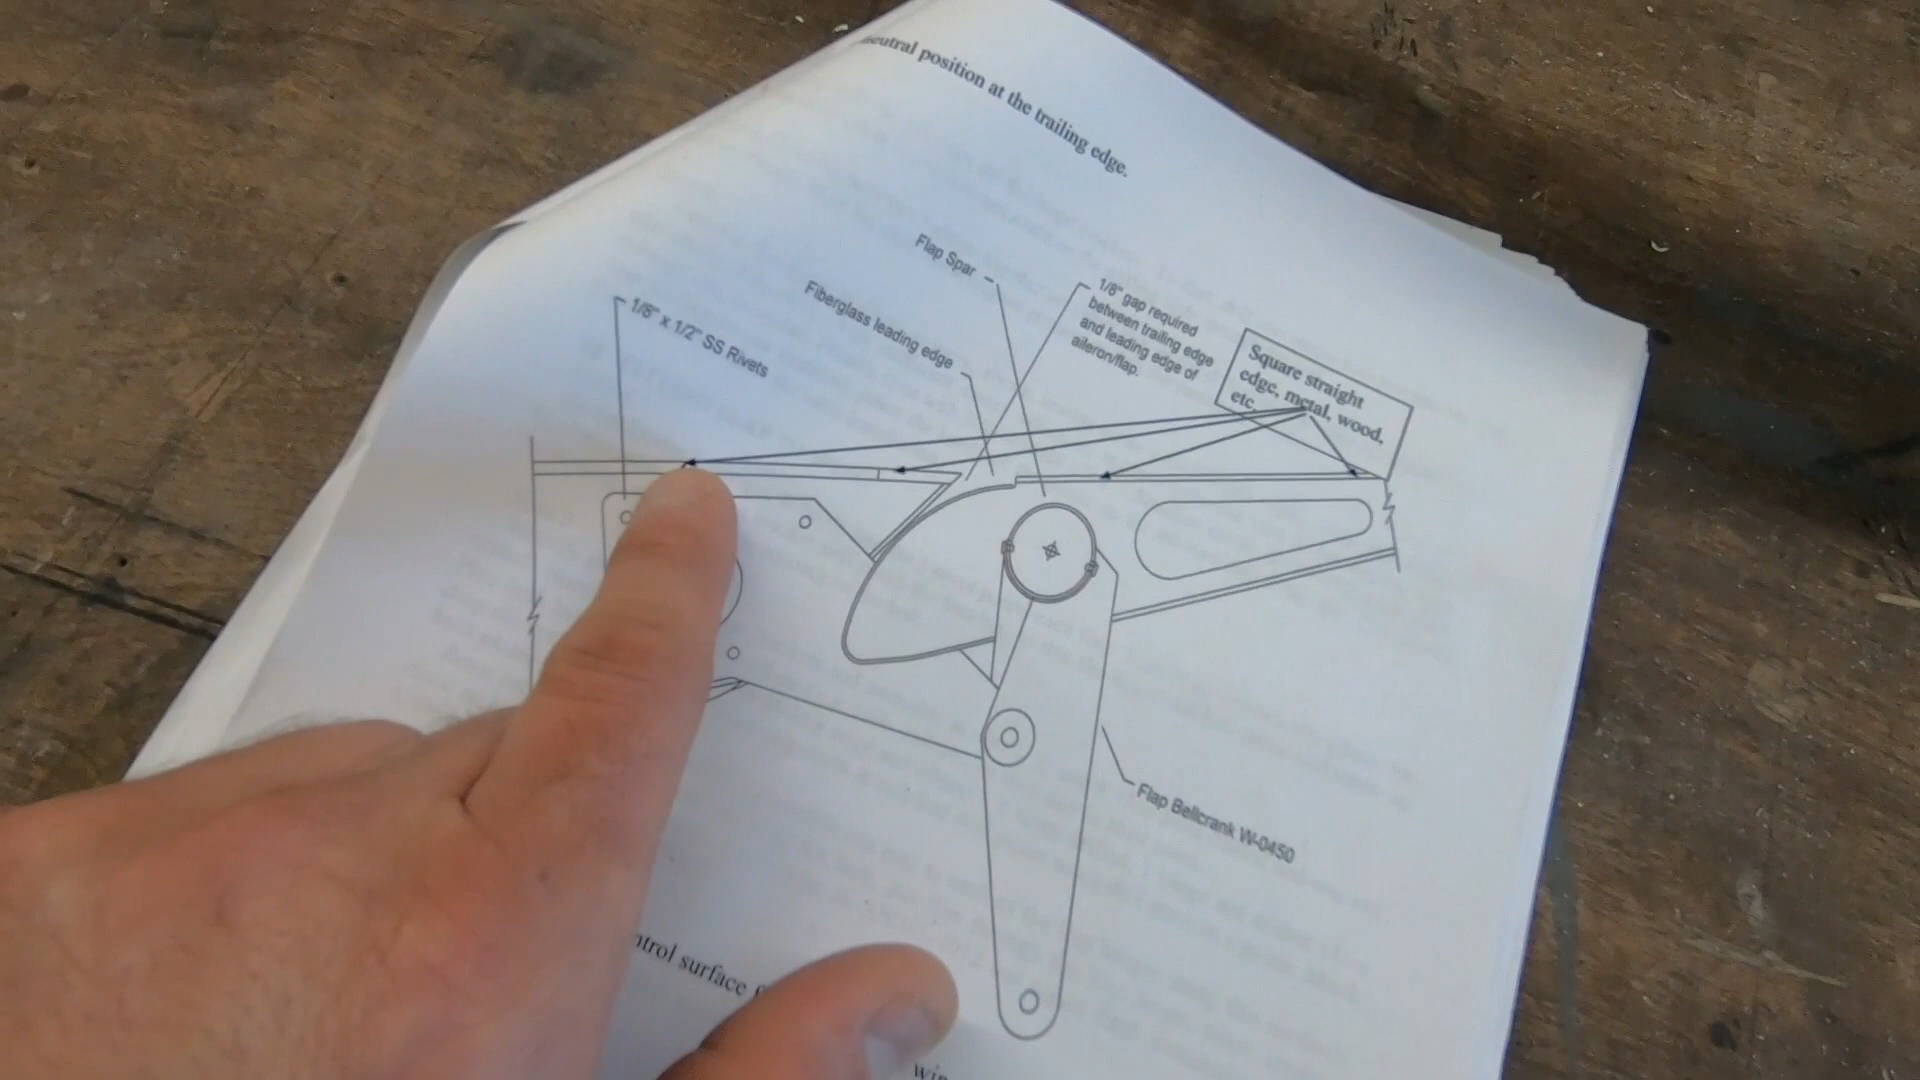 neutral position at the trailing edge.
Flap Spar
Fiberglass leading edge
1/8" gap required
between trailing edge
and leading edge of
aileron/flap.
1/8" x 1/2" SS Rivets
Square straight
edge, metal, wood,
etc.
Flap Bellcrank W-0450
control surface